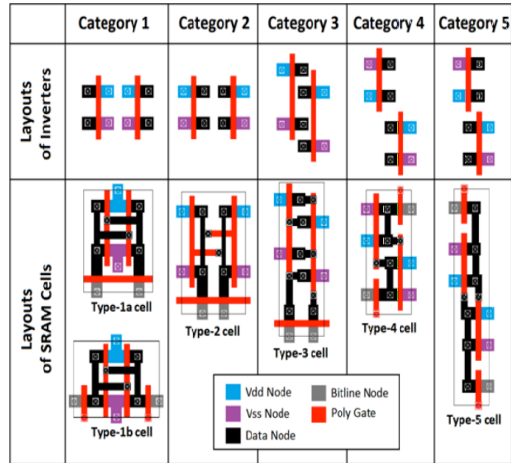 Category 1 Category 2 Category 3 Category 4 Category 5
Layouts
of Inverters
Layouts
of SRAM Cells
Type-1a cell
Type-1b cell
Type-2 cell
Type-3 cell
Type-4 cell
Type-5 cell
Vdd Node
Vss Node
Data Node
Bitline Node
Poly Gate